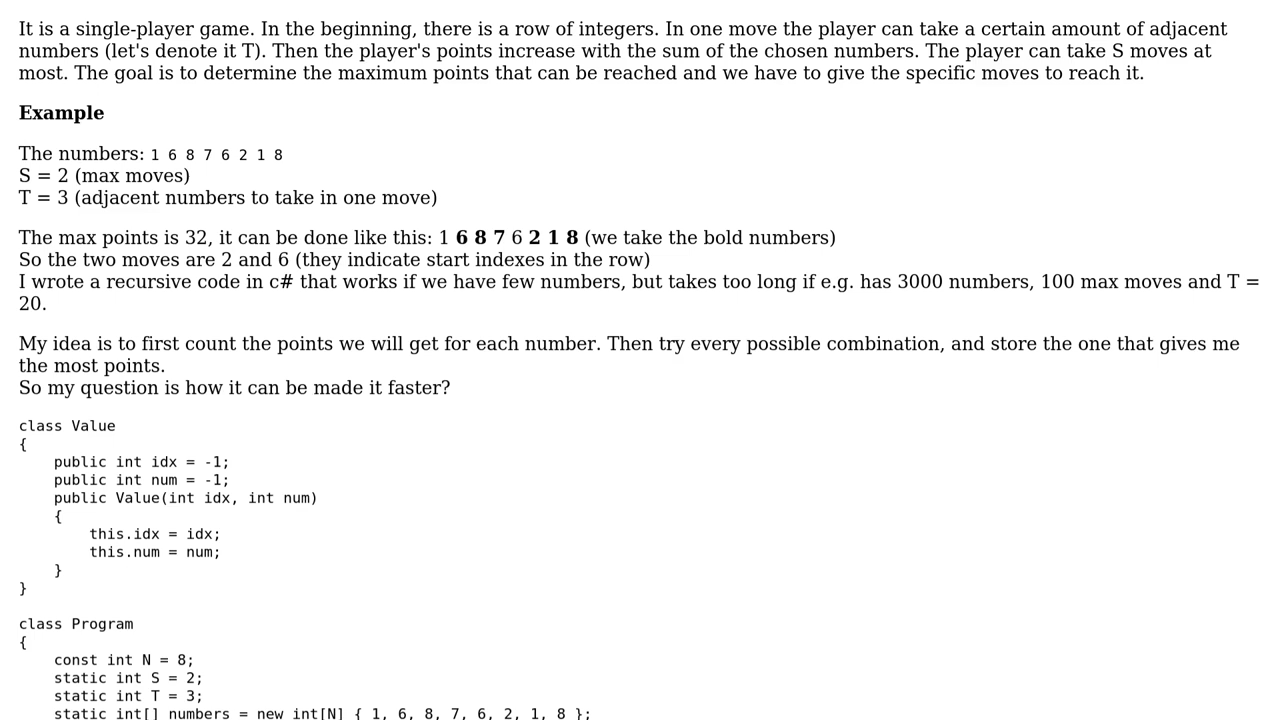 It is a single-player game. In the beginning, there is a row of integers. In one move the player can take a certain amount of adjacent
numbers (let's denote it T). Then the player's points increase with the sum of the chosen numbers. The player can take S moves at
most. The goal is to determine the maximum points that can be reached and we have to give the specific moves to reach it.
Example
The numbers: 1 6 8 7 6 2 1 8
S = 2 (max moves)
T = 3 (adjacent numbers to take in one move)
The max points is 32, it can be done like this: 1 6 8 7 6 2 1 8 (we take the bold numbers)
So the two moves are 2 and 6 (they indicate start indexes in the row)
I wrote a recursive code in c# that works if we have few numbers, but takes too long if e.g. has 3000 numbers, 100 max moves and T =
20.
My idea is to first count the points we will get for each number. Then try every possible combination, and store the one that gives me
the most points.
So my question is how it can be made it faster?
class Value
{
    public int idx = -1;
    public int num = -1;
    public Value(int idx, int num)
    {
        this.idx = idx;
        this.num = num;
    }
}
class Program
{
    const int N = 8;
    static int S = 2;
    static int T = 3;
    static int[] numbers = new int[N] { 1, 6, 8, 7, 6, 2, 1, 8 };